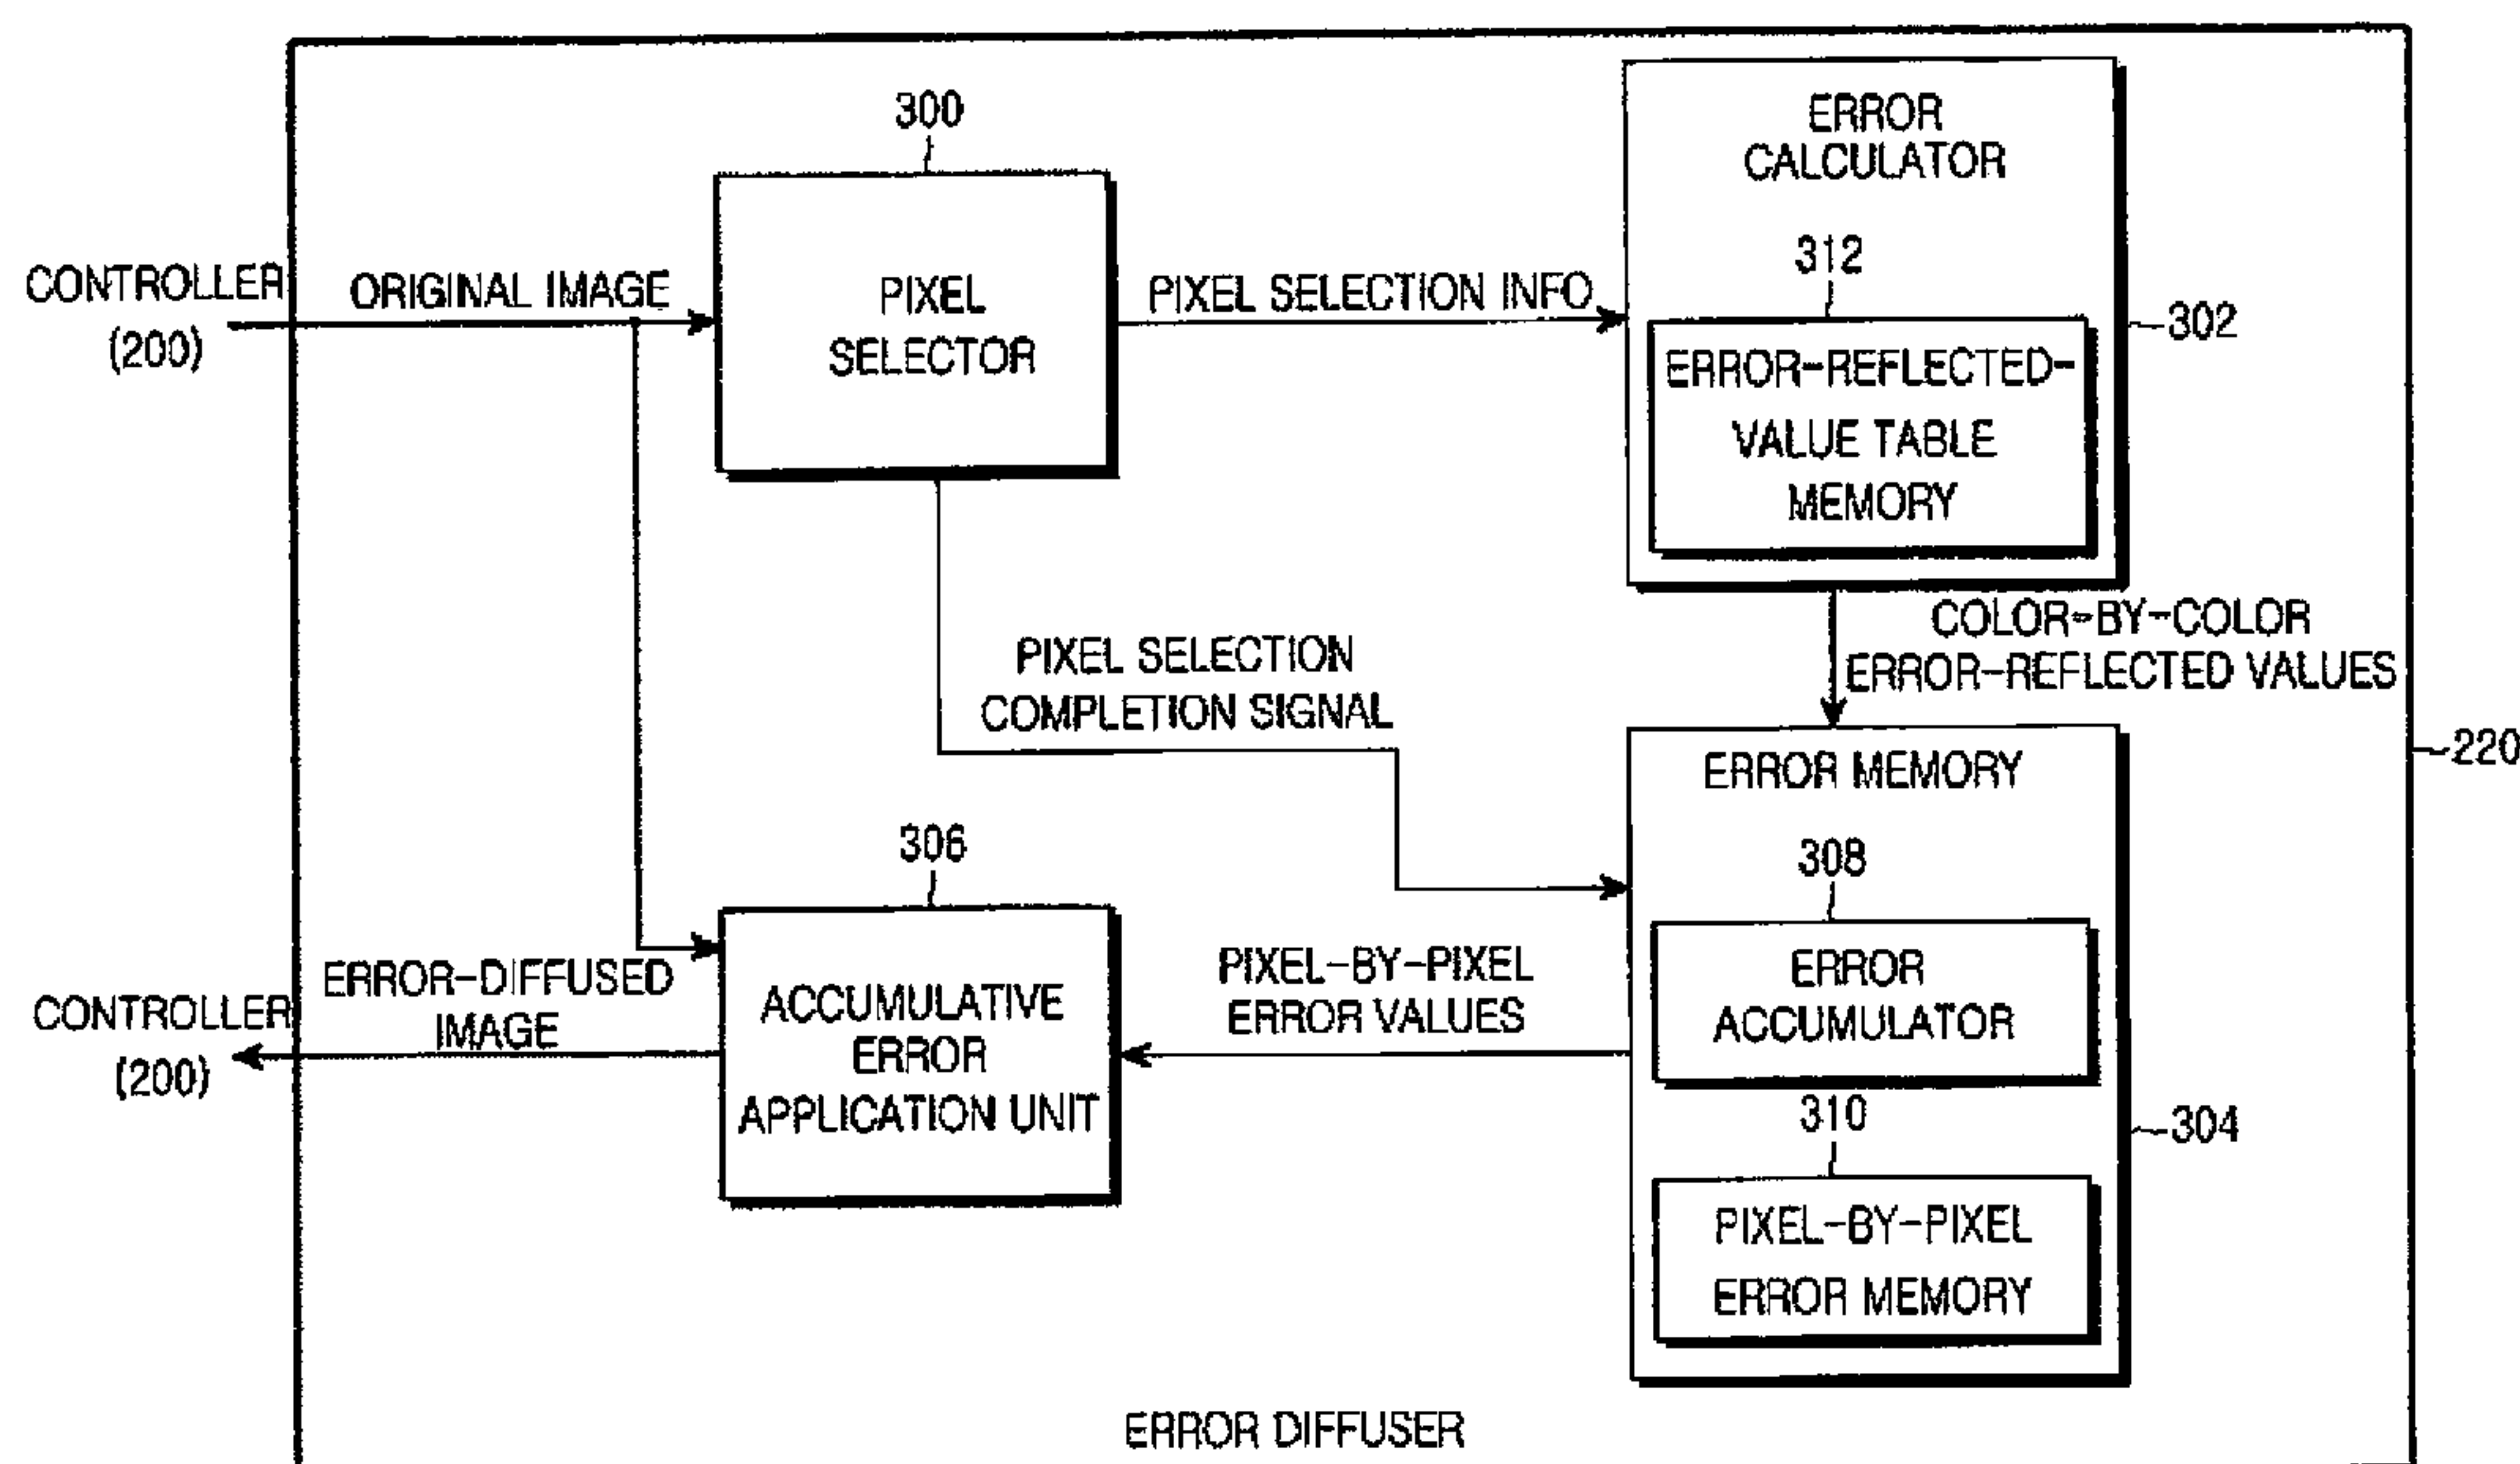 300
ERROR
CALCULATOR
312
CONTROLLER
(200)
ORIGINAL IMAGE
PIXEL
SELECTOR
PIXEL SELECTION INFO
302
ERROR-REFLECTED-
VALUE TABLE
MEMORY
COLOR-BY-COLOR
ERROR-REFLECTED VALUES
PIXEL SELECTION
COMPLETION SIGNAL
220
ERROR MEMORY
306
308
ERROR-DIFFUSED
IMAGE
CONTROLLER
(200)
ACCUMULATIVE
ERROR
APPLICATION UNIT
PIXEL-BY-PIXEL
ERROR VALUES
ERROR
ACCUMULATOR
310
304
PIXEL-BY-PIXEL
ERROR MEMORY
ERROR DIFFUSER